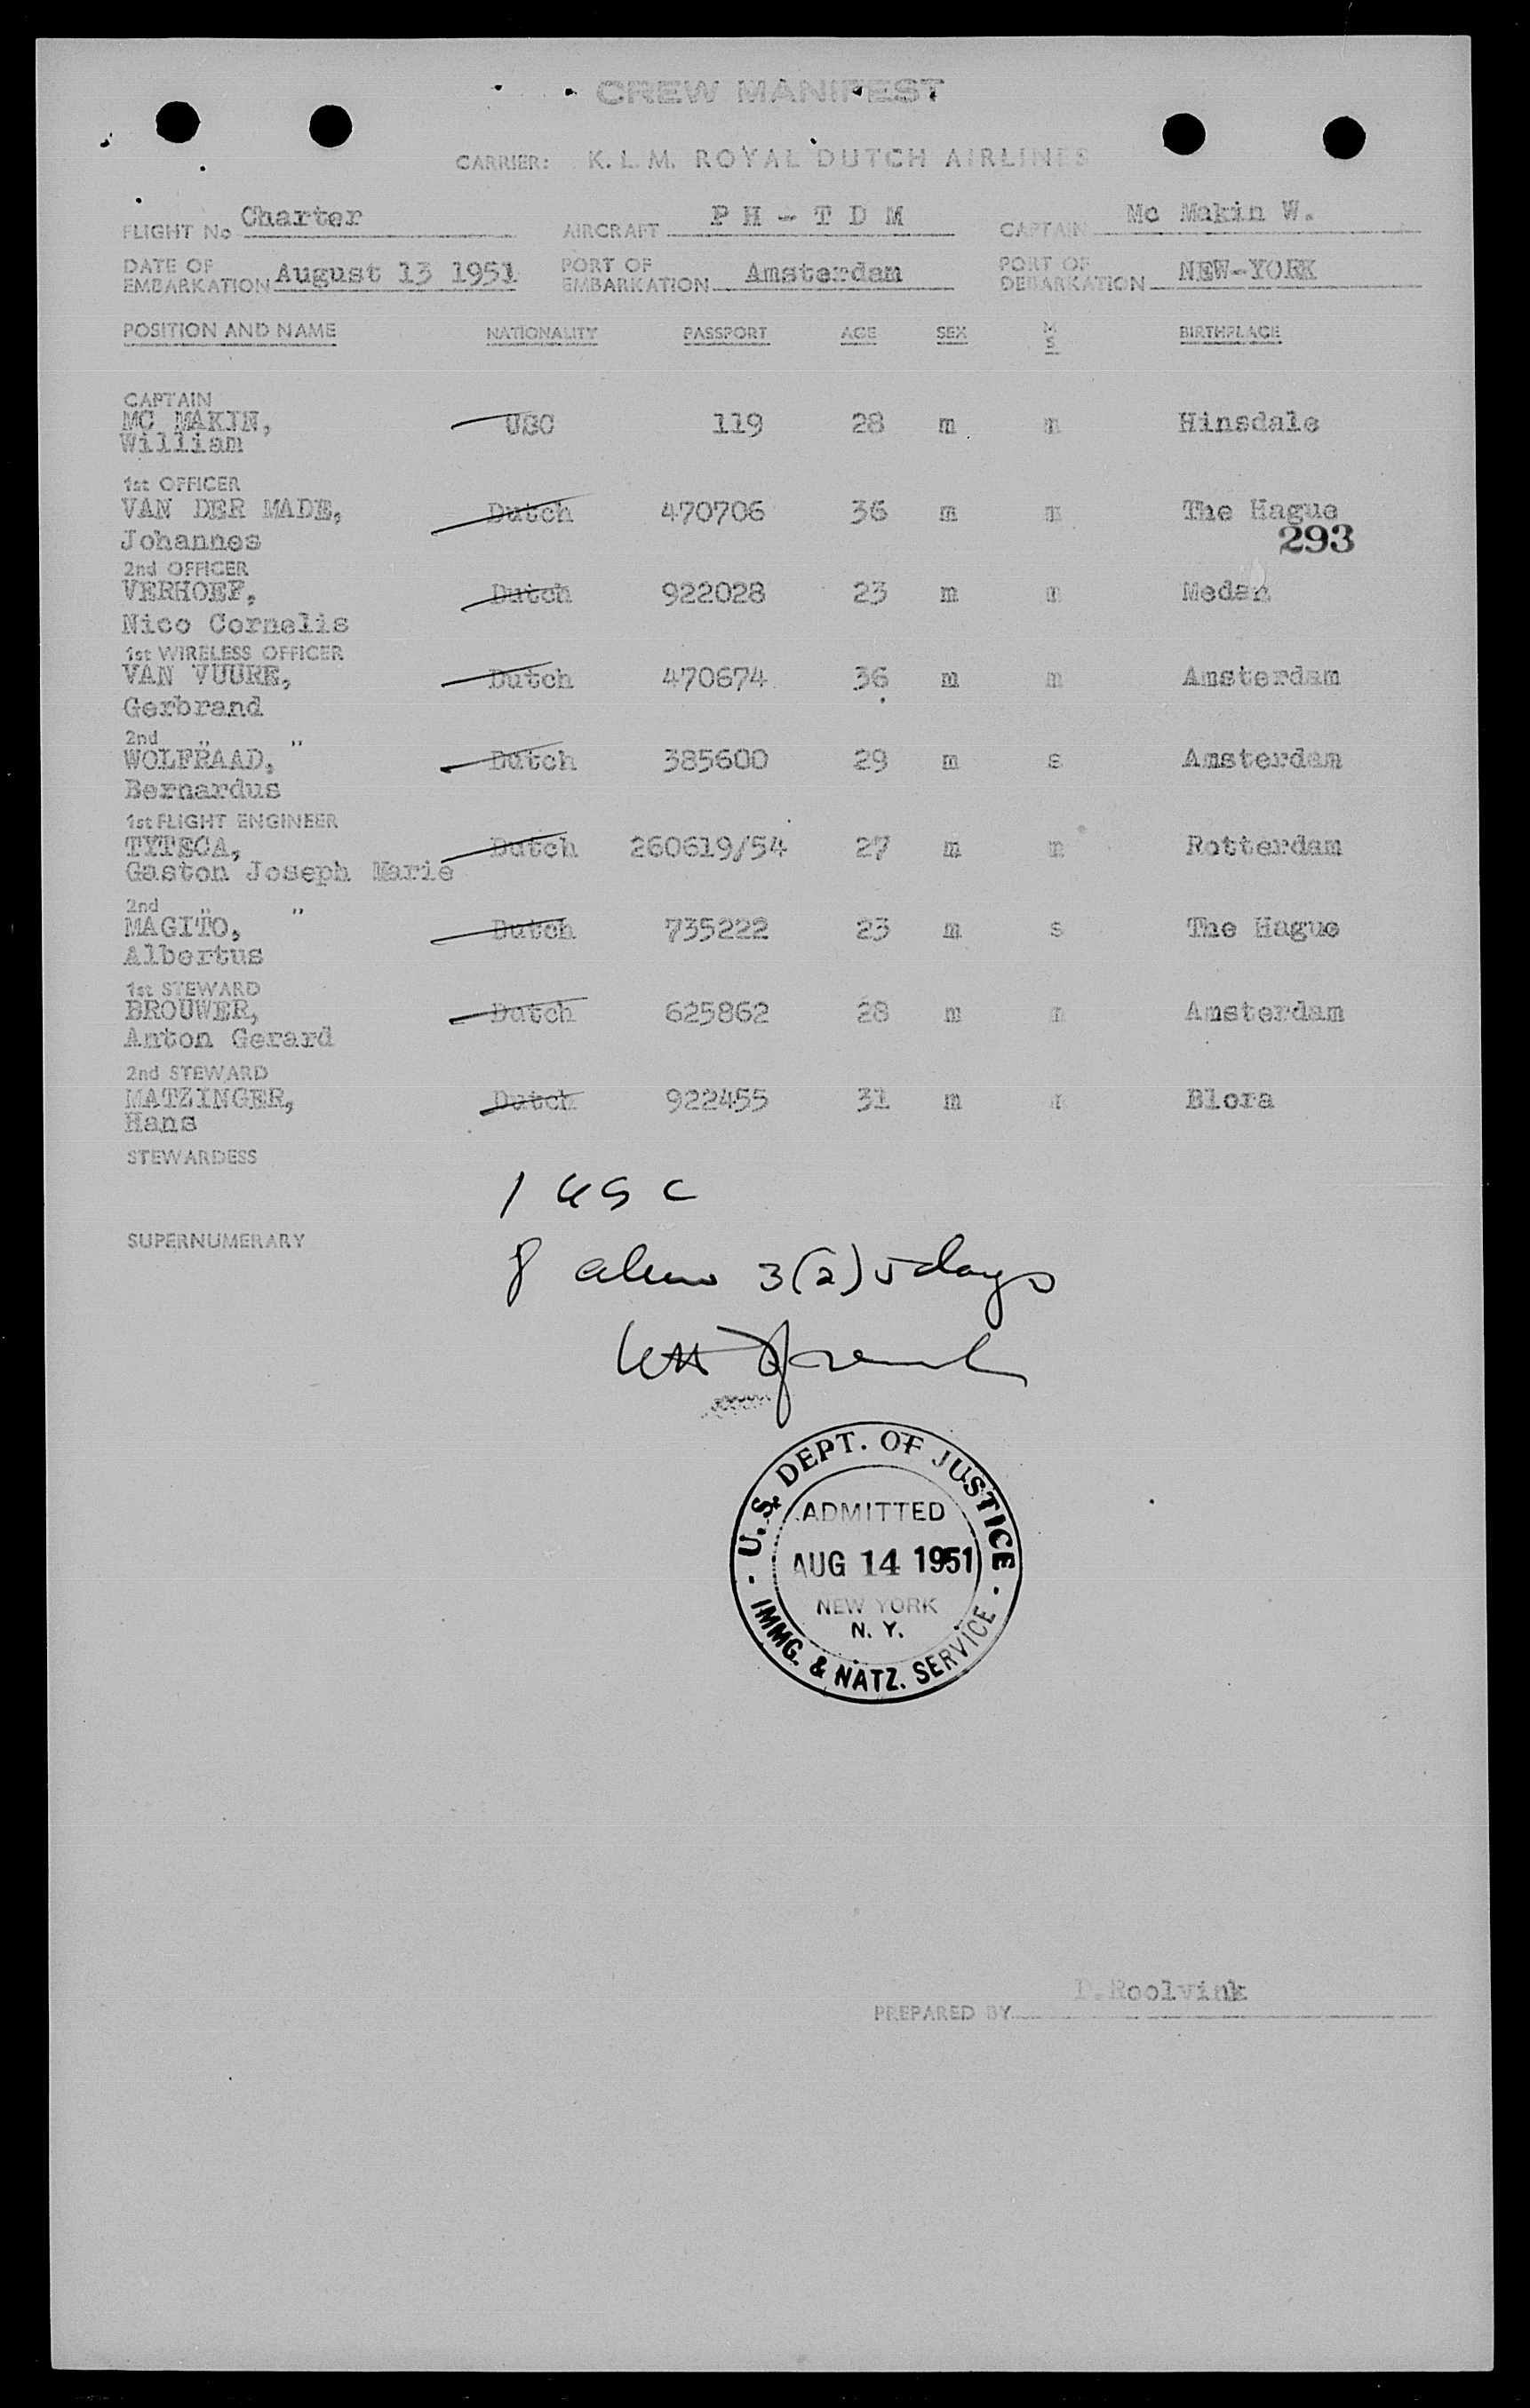 CREW MANIFEST
CARRIER: K. L. M. ROYAL DUTCH AIRLINES
FLIGHT No Charter AIRCRAFT PH - T D M CAPTAIN Mc Makin W.
DATE OF EMBARKATION August 13 1951 PORT OF EMBARKATION Amsterdam PORT OF DEBARKATION NEW-YORK
POSITION AND NAME NATIONALITY PASSPORT AGE SEX M S BIRTHPLACE
CAPTAIN
MC MAKIN, USC 119 28 m m Hinsdale
William
1st OFFICER
VAN DER MADE, Dutch 470706 36 m m The Hague
Johannes 293
2nd OFFICER
VERHOEF, Dutch 922028 23 m m Medan
Nico Cornelis
1st WIRELESS OFFICER
VAN VUURE, Dutch 470674 36 m m Amsterdam
Gerbrand
2nd " "
WOLFRAAD, Dutch 385600 29 m s Amsterdam
Bernardus
1st FLIGHT ENGINEER
TYTECA, Dutch 260619/54 27 m m Rotterdam
Gaston Joseph Marie
2nd " "
MAGITO, Dutch 735222 23 m s The Hague
Albertus
1st STEWARD
BROUWER, Dutch 625862 28 m m Amsterdam
Anton Gerard
2nd STEWARD
MATZINGER, Dutch 922455 31 m Blora
Hans
STEWARDESS
1 USC
SUPERNUMERARY
8 aliens 3(2) 5 days
U.S. DEPT. OF JUSTICE
ADMITTED
AUG 14 1951
NEW YORK
N. Y.
IMMG. & NATZ. SERVICE
D. Roolvink
PREPARED BY